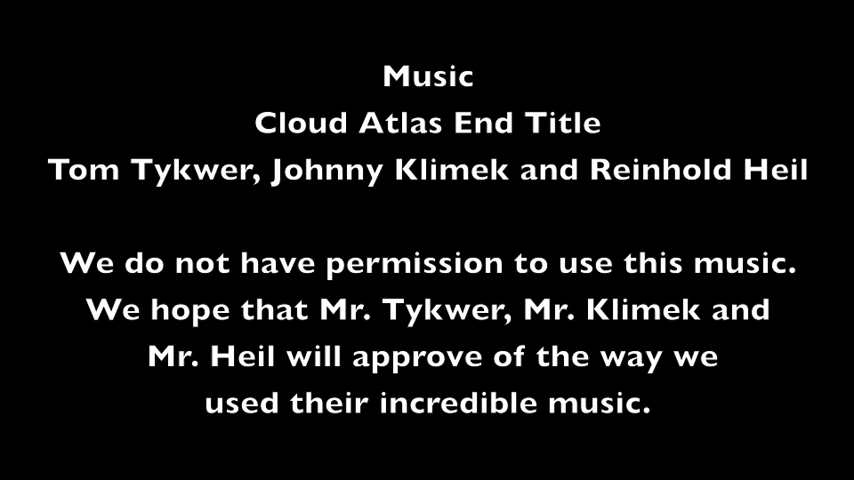 Music
Cloud Atlas End Title
Tom Tykwer, Johnny Klimek and Reinhold Heil
We do not have permission to use this music.
We hope that Mr. Tykwer, Mr. Klimek and
Mr. Heil will approve of the way we
used their incredible music.